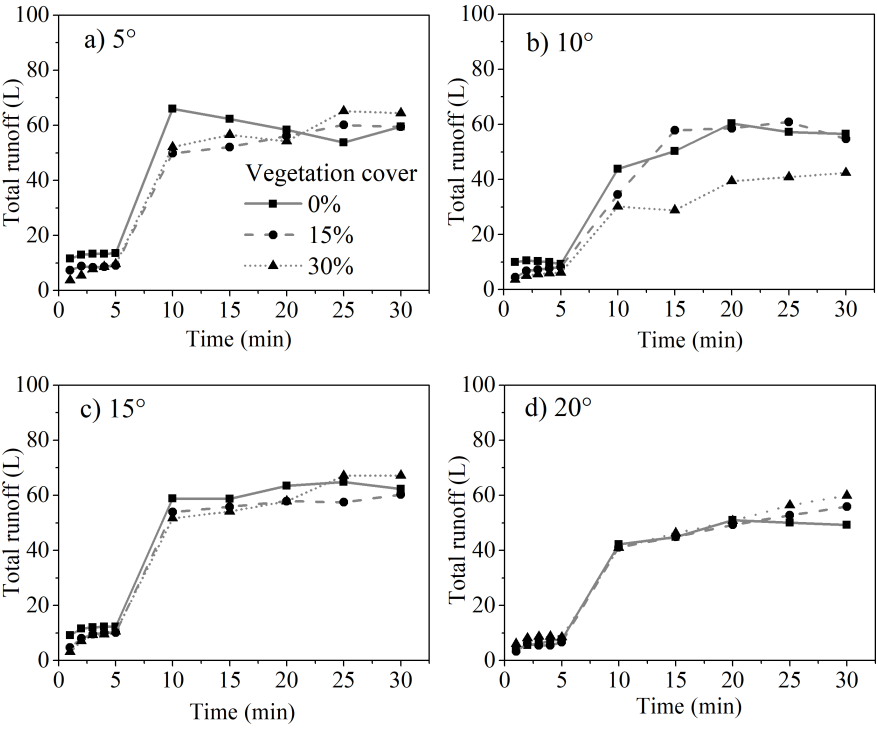 a) 5°
100
80
60
40
20
0
Total runoff (L)
Vegetation cover
0%
15%
30%
0 5 10 15 20 25 30
Time (min)
b) 10°
100
80
60
40
20
0
Total runoff (L)
0 5 10 15 20 25 30
Time (min)
c) 15°
100
80
60
40
20
0
Total runoff (L)
0 5 10 15 20 25 30
Time (min)
d) 20°
100
80
60
40
20
0
Total runoff (L)
0 5 10 15 20 25 30
Time (min)